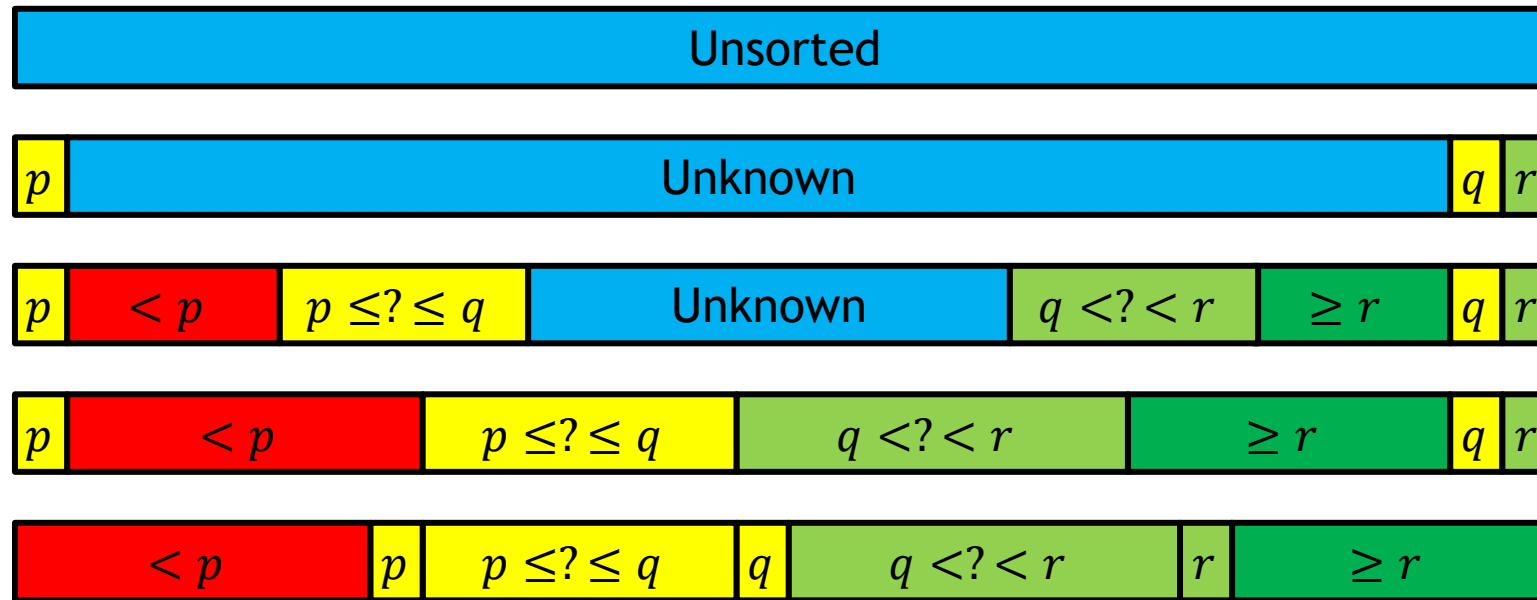 Unsorted
p Unknown q r
p < p p ≤? ≤ q Unknown q <? < r ≥ r q r
p < p p ≤? ≤ q q <? < r ≥ r q r
< p p p ≤? ≤ q q q <? < r r ≥ r